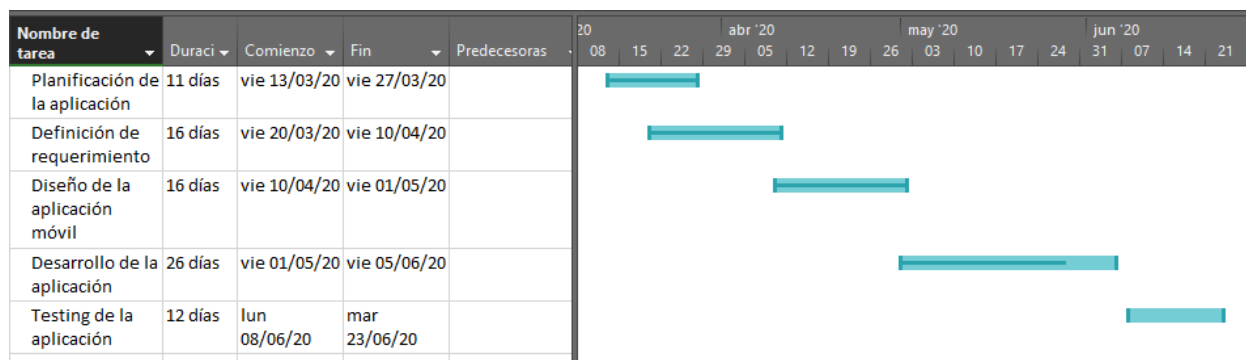 Nombre de tarea Duraci Comienzo Fin Predecesoras
20 abr '20 may '20 jun '20
08 15 22 29 05 12 19 26 03 10 17 24 31 07 14 21
Planificación de 11 días vie 13/03/20 vie 27/03/20
la aplicación
Definición de 16 días vie 20/03/20 vie 10/04/20
requerimiento
Diseño de la 16 días vie 10/04/20 vie 01/05/20
aplicación
móvil
Desarrollo de la 26 días vie 01/05/20 vie 05/06/20
aplicación
Testing de la 12 días lun mar
aplicación 08/06/20 23/06/20